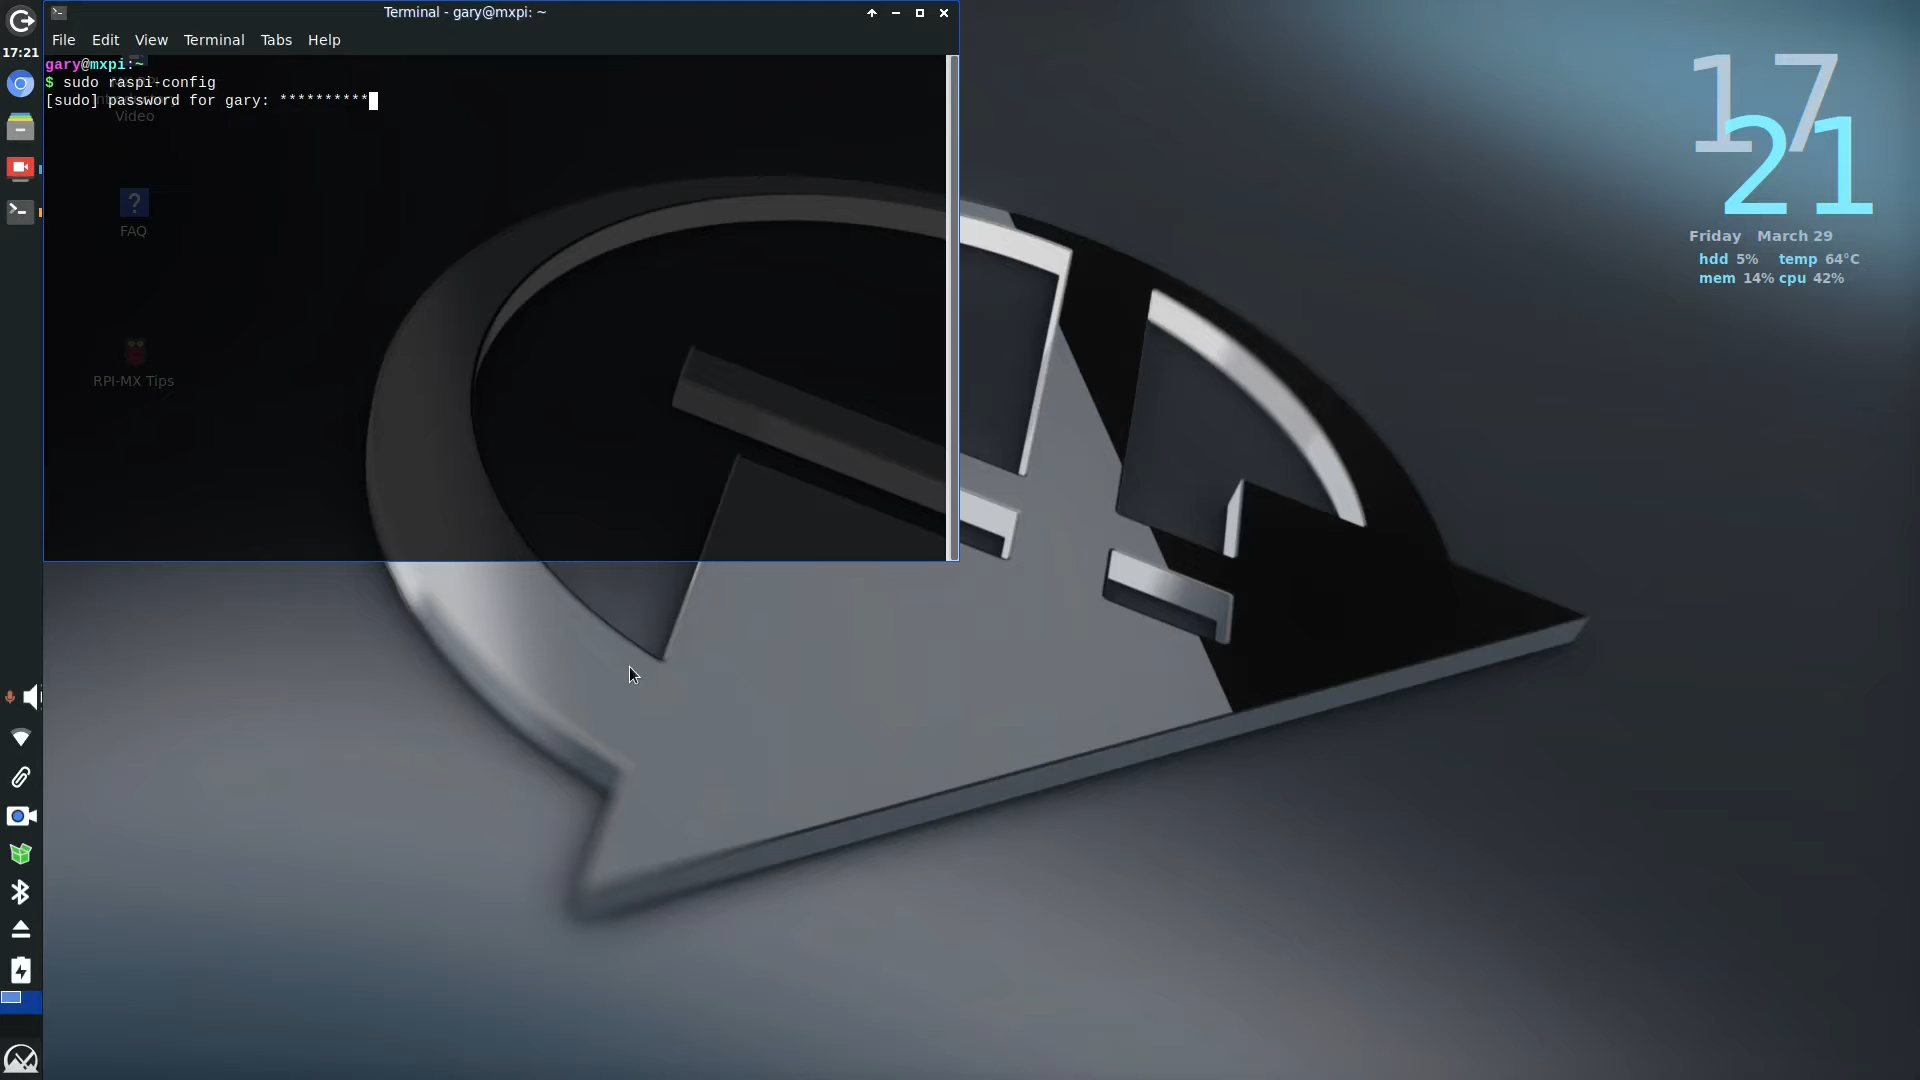 Terminal - gary@mxpi: ~
File Edit View Terminal Tabs Help
17:21
gary@mxpi:~
$ sudo raspi-config
[sudo] password for gary: **********
Video
FAQ
RPI-MX Tips
17
21
Friday March 29
hdd 5% temp 64°C
mem 14% cpu 42%